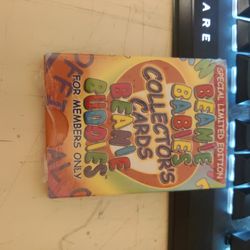 SPECIAL LIMITED EDITION
BEANIE
BABIES
COLLECTOR'S
CARDS
BEANIE
BUDDIES
FOR MEMBERS ONLY